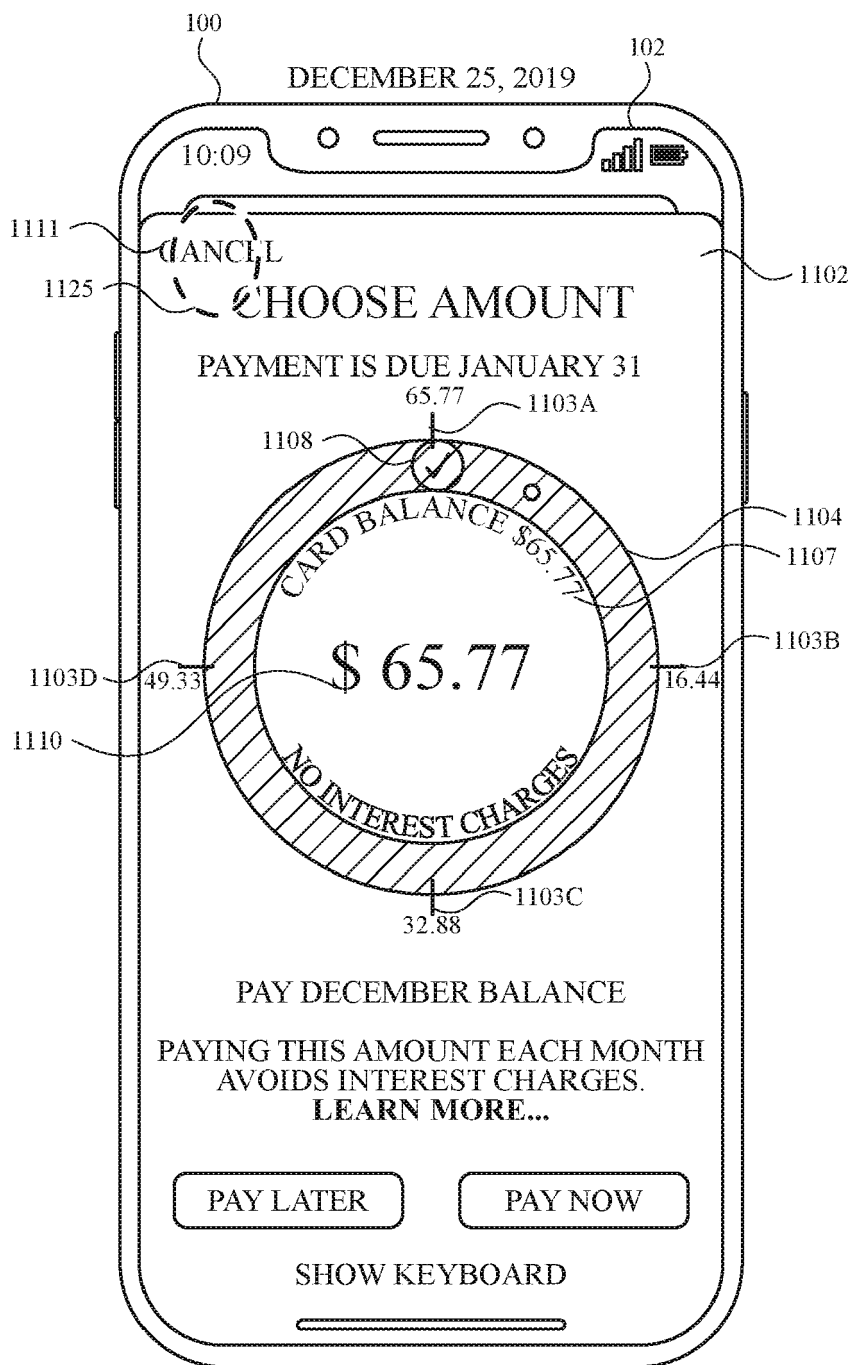 100
102
DECEMBER 25, 2019
10:09
1111
CANCEL
1102
1125
CHOOSE AMOUNT
PAYMENT IS DUE JANUARY 31
65.77
1103A
1108
1104
CARD BALANCE $65.77
1107
1103B
1103D
49.33
$ 65.77
16.44
1110
NO INTEREST CHARGES
1103C
32.88
PAY DECEMBER BALANCE
PAYING THIS AMOUNT EACH MONTH
AVOIDS INTEREST CHARGES.
LEARN MORE...
PAY LATER
PAY NOW
SHOW KEYBOARD